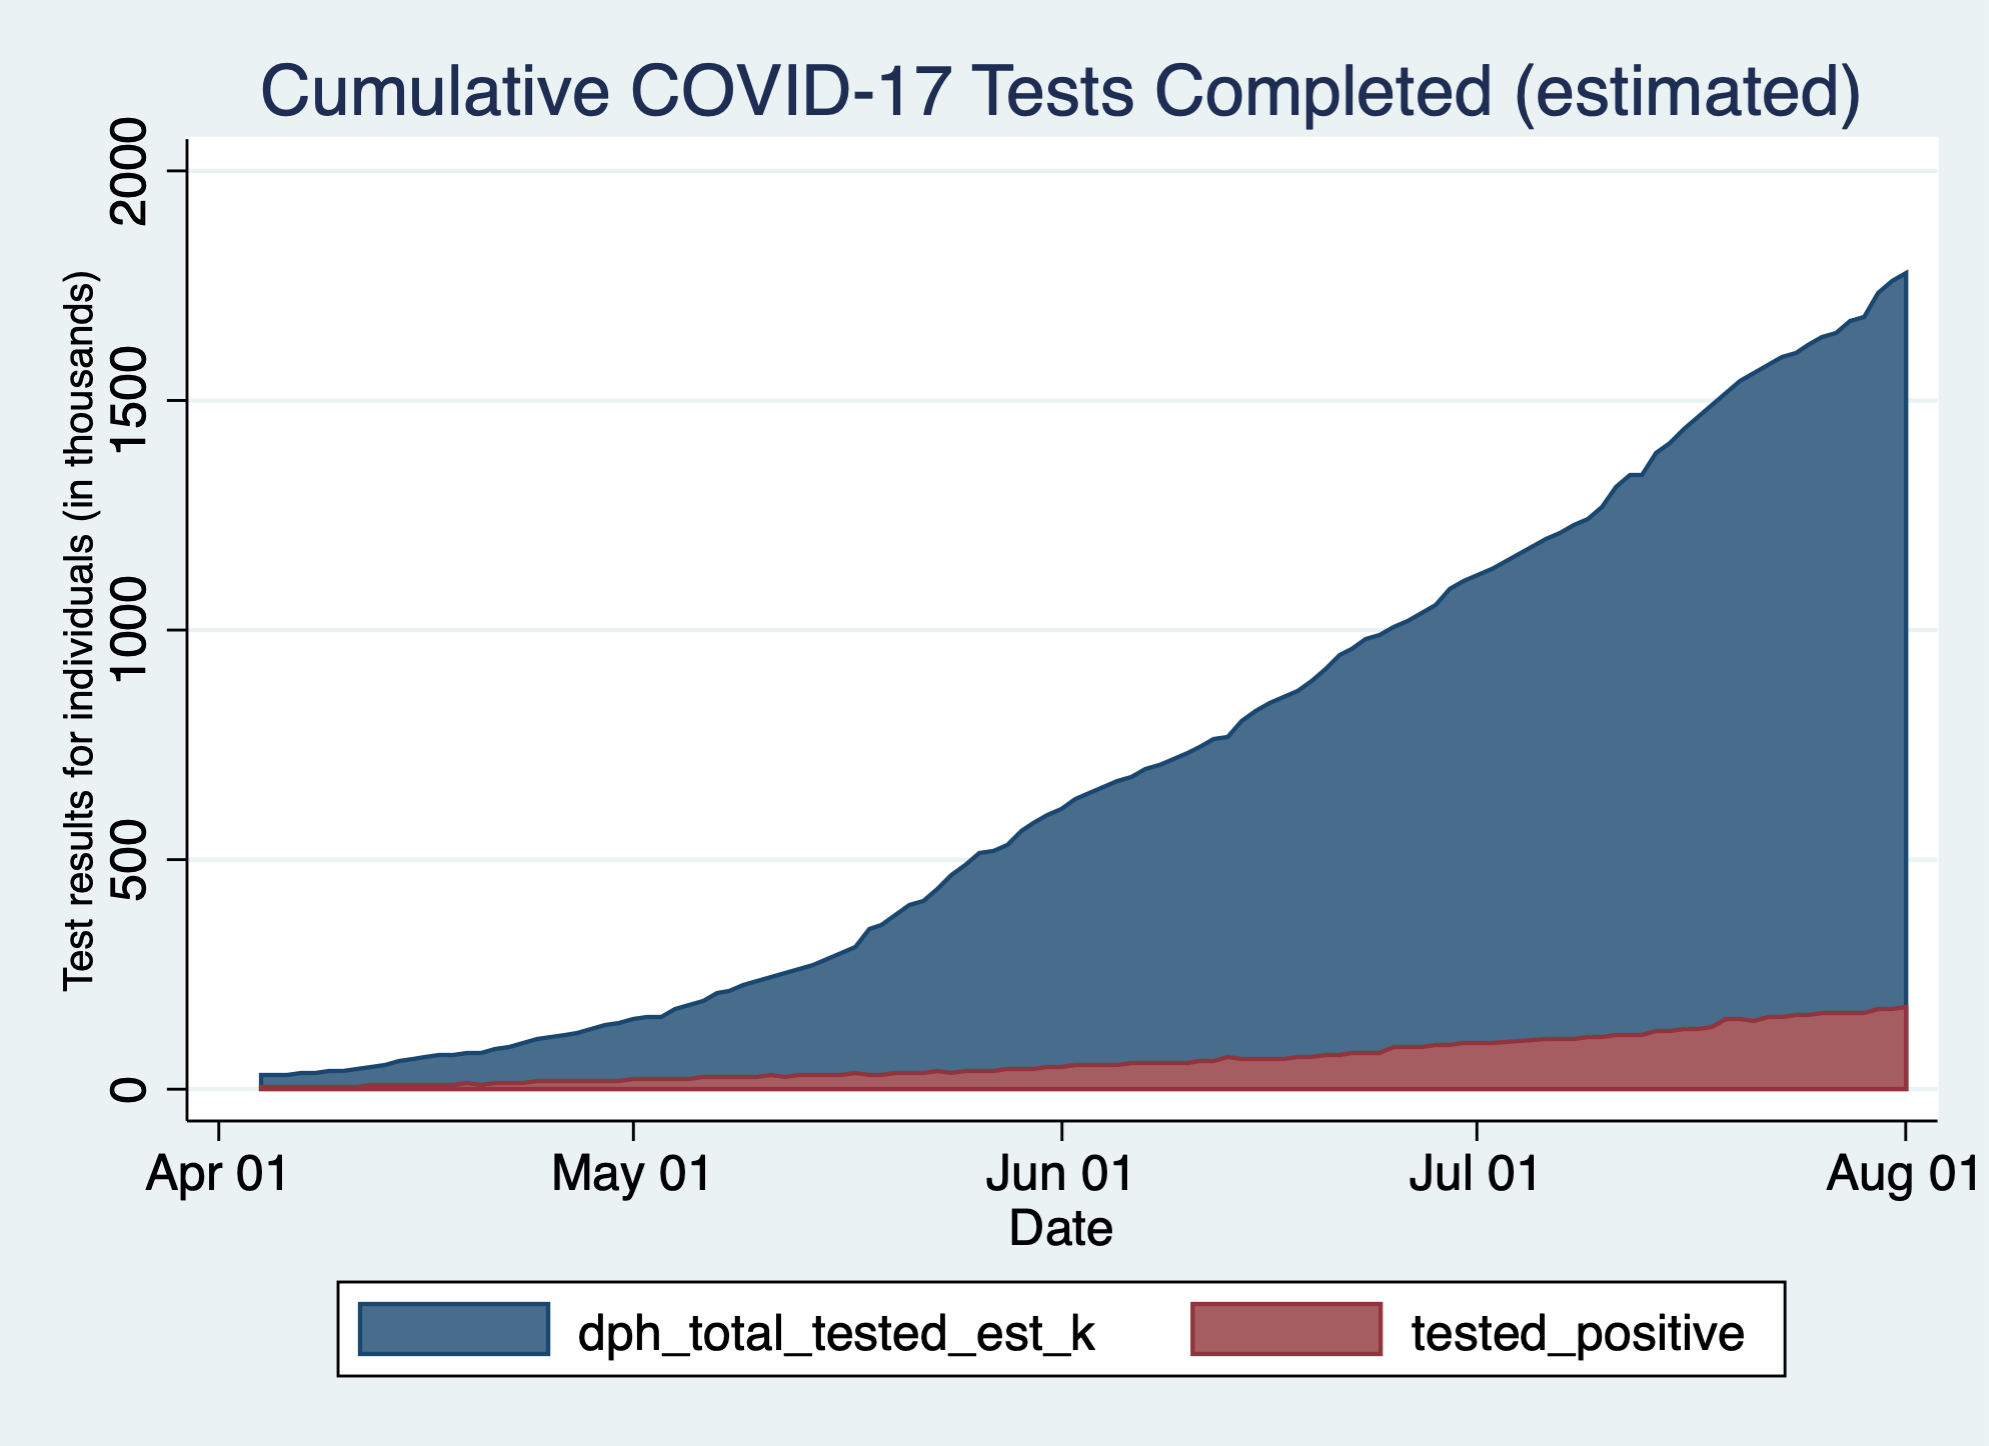 Cumulative COVID-17 Tests Completed (estimated)
Test results for individuals (in thousands)
2000
1500
1000
500
0
Apr 01
May 01
Jun 01
Jul 01
Aug 01
Date
dph_total_tested_est_k
tested_positive